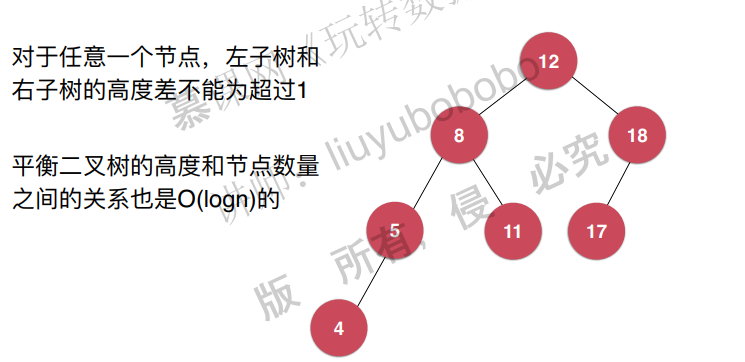 对于任意一个节点，左子树和
右子树的高度差不能为超过1
平衡二叉树的高度和节点数量
之间的关系也是O(logn)的
12
8
18
5
11
17
4
慕课网《玩转数据
讲师：liuyubobobo
版 所有，侵 必究